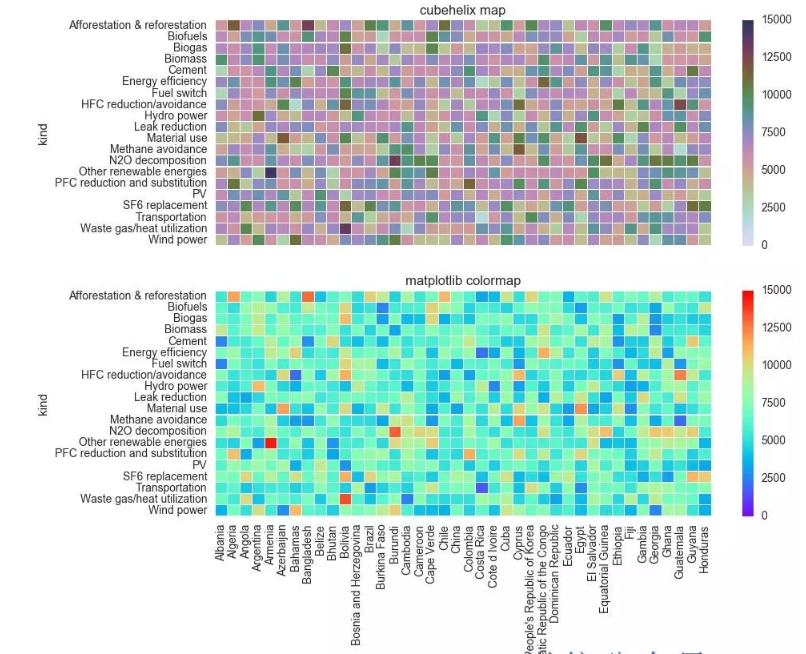 cubehelix map
kind
Afforestation & reforestation
Biofuels
Biogas
Biomass
Cement
Energy efficiency
Fuel switch
HFC reduction/avoidance
Hydro power
Leak reduction
Material use
Methane avoidance
N2O decomposition
Other renewable energies
PFC reduction and substitution
PV
SF6 replacement
Transportation
Waste gas/heat utilization
Wind power
15000
12500
10000
7500
5000
2500
0
matplotlib colormap
kind
Afforestation & reforestation
Biofuels
Biogas
Biomass
Cement
Energy efficiency
Fuel switch
HFC reduction/avoidance
Hydro power
Leak reduction
Material use
Methane avoidance
N2O decomposition
Other renewable energies
PFC reduction and substitution
PV
SF6 replacement
Transportation
Waste gas/heat utilization
Wind power
15000
12500
10000
7500
5000
2500
0
Albania
Algeria
Angola
Argentina
Armenia
Azerbaijan
Bahamas
Bangladesh
Belize
Bhutan
Bolivia
Bosnia and Herzegovina
Brazil
Burkina Faso
Burundi
Cambodia
Cameroon
Cape Verde
Chile
China
Colombia
Costa Rica
Cote d Ivoire
Cuba
Cyprus
People's Republic of Korea
atic Republic of the Congo
Dominican Republic
Ecuador
Egypt
El Salvador
Equatorial Guinea
Ethiopia
Fiji
Gambia
Georgia
Ghana
Guatemala
Guyana
Honduras